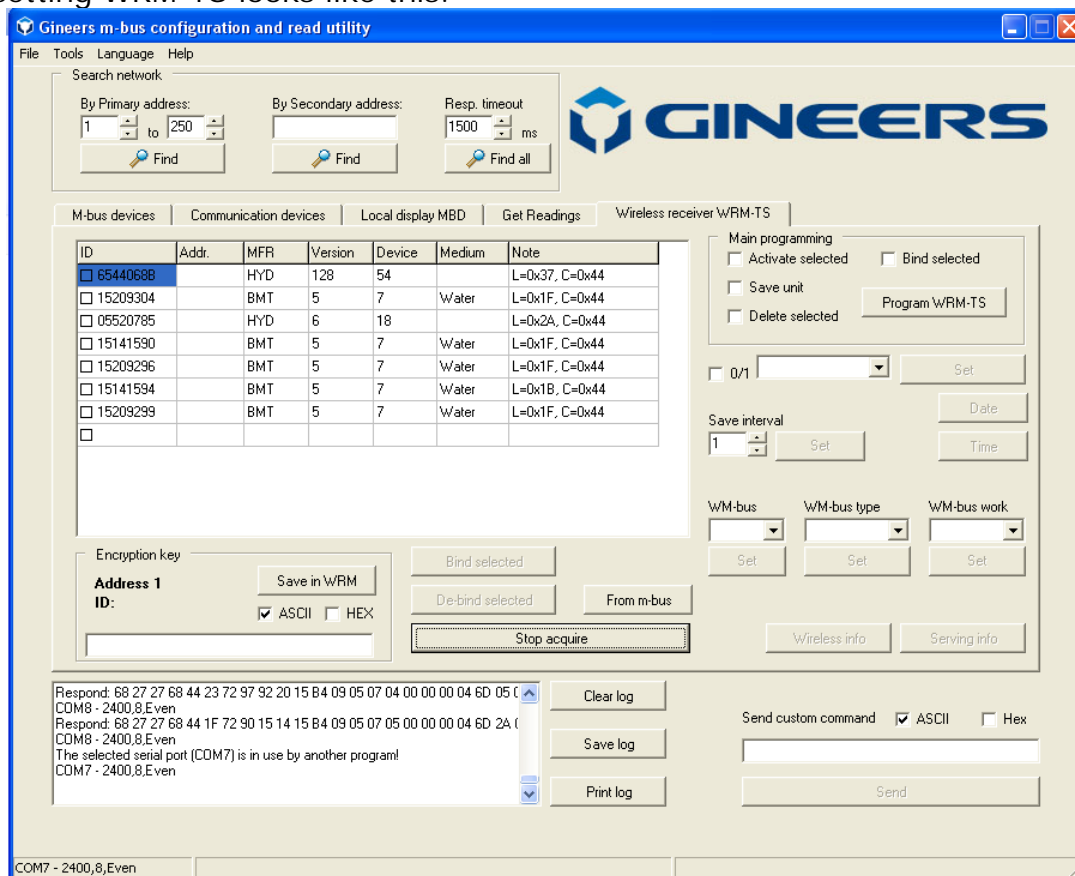 setting WRM-TS looks like this:
Gineers m-bus configuration and read utility
File Tools Language Help
Search network
By Primary address: By Secondary address: Resp. timeout
1 to 250 1500 ms
Find Find Find all
GINEERS
M-bus devices Communication devices Local display MBD Get Readings Wireless receiver WRM-TS
ID Addr. MFR Version Device Medium Note
6544068B HYD 128 54 L=0x37, C=0x44
15209304 BMT 5 7 Water L=0x1F, C=0x44
05520785 HYD 6 18 L=0x2A, C=0x44
15141590 BMT 5 7 Water L=0x1F, C=0x44
15209296 BMT 5 7 Water L=0x1F, C=0x44
15141594 BMT 5 7 Water L=0x1B, C=0x44
15209299 BMT 5 7 Water L=0x1F, C=0x44
Main programming
Activate selected Bind selected
Save unit
Program WRM-TS
Delete selected
0/1 Set
Date
Save interval
1 Set Time
WM-bus WM-bus type WM-bus work
Set Set Set
Encryption key
Address 1
ID:
Save in WRM
ASCII HEX
Bind selected
De-bind selected From m-bus
Stop acquire
Wireless info Serving info
Respond: 68 27 27 68 44 23 72 97 92 20 15 B4 09 05 07 04 00 00 00 04 6D 05
COM8 - 2400,8,Even
Respond: 68 27 27 68 44 1F 72 90 15 14 15 B4 09 05 07 05 00 00 00 04 6D 2A
COM8 - 2400,8,Even
The selected serial port (COM7) is in use by another program!
COM7 - 2400,8,Even
Clear log
Save log
Print log
Send custom command ASCII Hex
Send
COM7 - 2400,8,Even